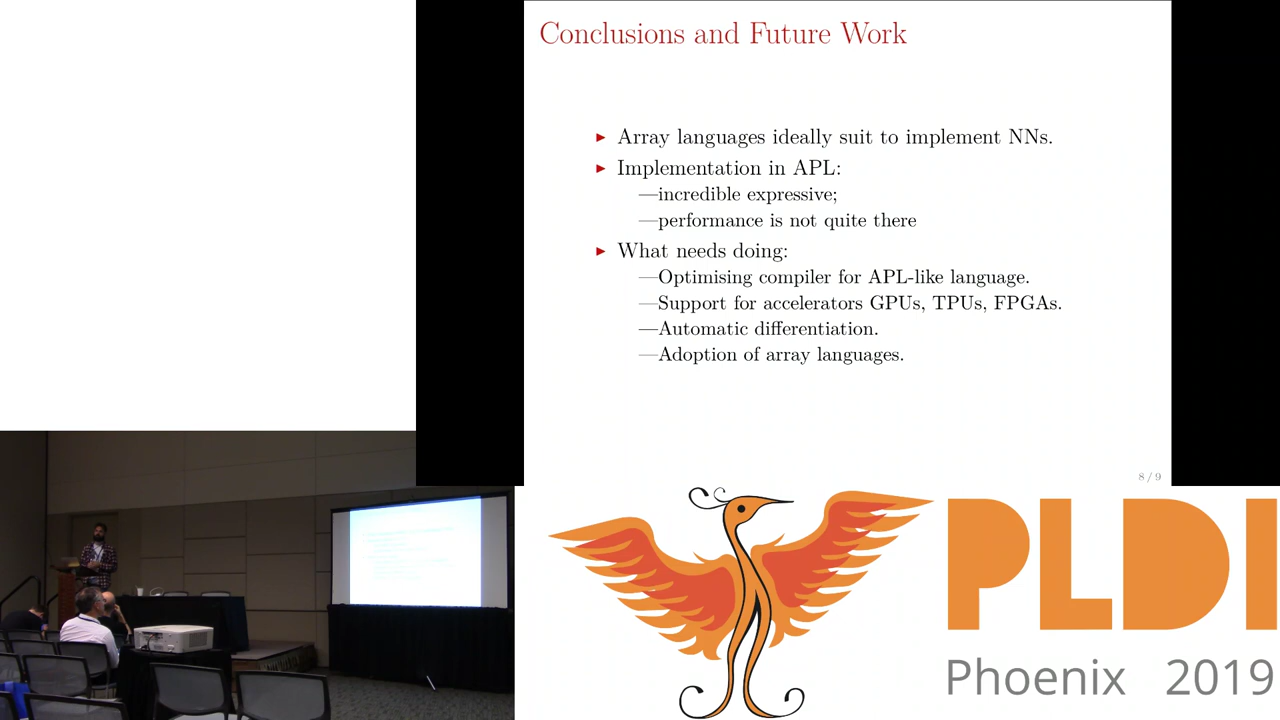 Conclusions and Future Work
▶ Array languages ideally suit to implement NNs.
▶ Implementation in APL:
—incredible expressive;
—performance is not quite there
▶ What needs doing:
—Optimising compiler for APL-like language.
—Support for accelerators GPUs, TPUs, FPGAs.
—Automatic differentiation.
—Adoption of array languages.
8 / 9
PLDI
Phoenix 2019